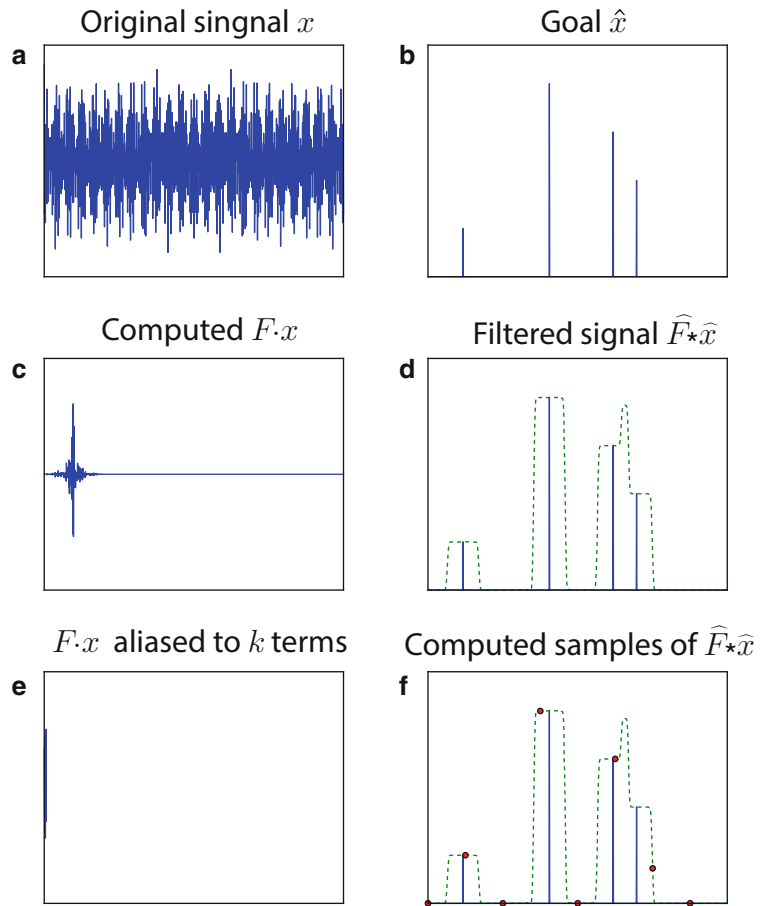 Original singnal x
Goal x̂
a
b
Computed F·x
Filtered signal F̂⋆x̂
c
d
F·x aliased to k terms
Computed samples of F̂⋆x̂
e
f